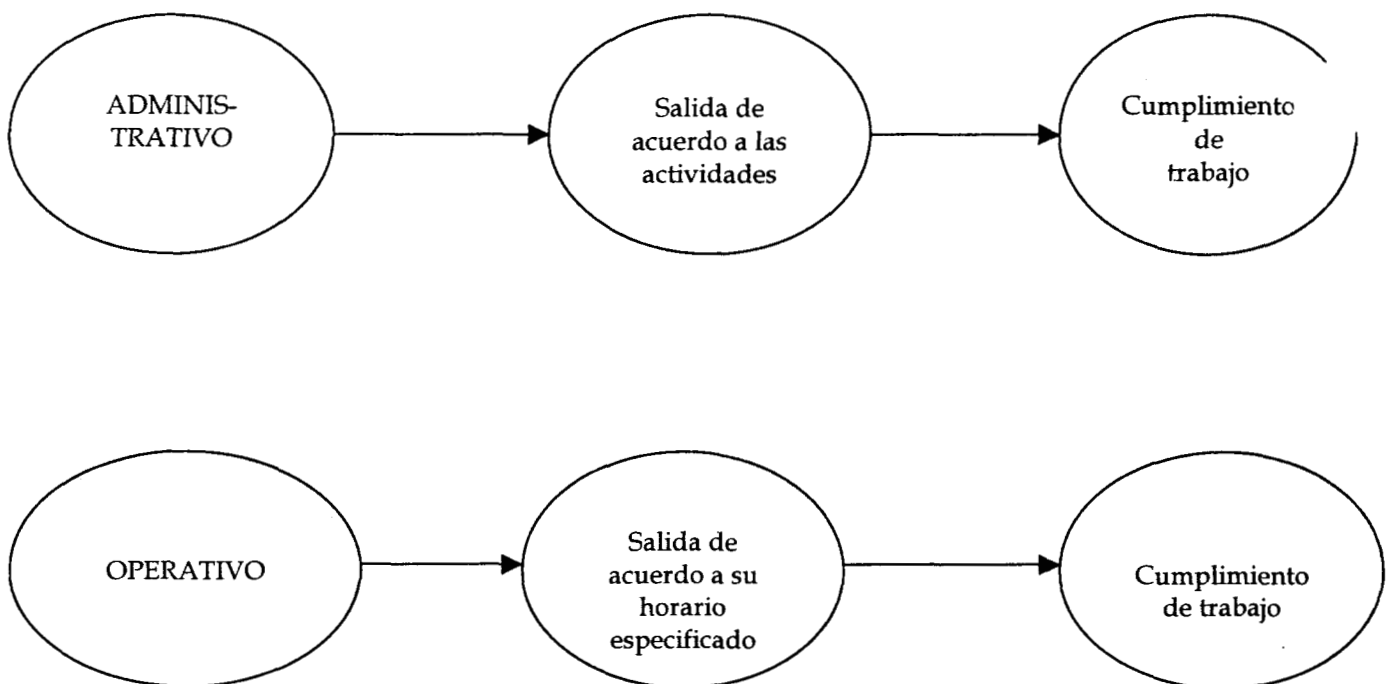 ADMINIS-
TRATIVO
Salida de
acuerdo a las
actividades
Cumplimiento
de
trabajo
OPERATIVO
Salida de
acuerdo a su
horario
especificado
Cumplimiento
de trabajo